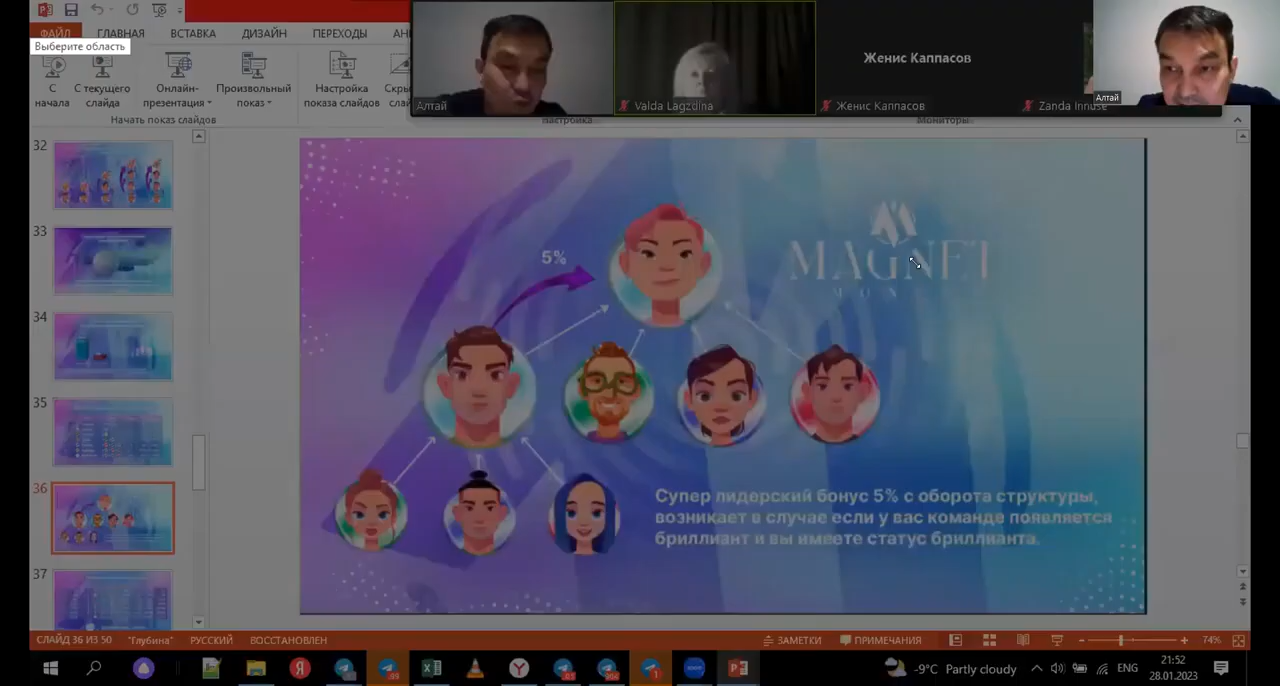 ФАЙЛ ГЛАВНАЯ ВСТАВКА ДИЗАЙН ПЕРЕХОДЫ
Выберите область
С начала
С текущего слайда
Онлайн-презентация
Произвольный показ
Настройка показа слайдов
Начать показ слайдов
Настройка
Мониторы
Алтай
Valda Lagzdina
Женис Каппасов
Женис Каппасов
Zanda Innuse
Алтай
32
33
34
35
36
37
5%
MAGNET
Супер лидерский бонус 5% с оборота структуры,
возникает в случае если у вас команде появляется
бриллиант и вы имеете статус бриллианта.
СЛАЙД 36 ИЗ 50 "Глубина" РУССКИЙ ВОССТАНОВЛЕН ЗАМЕТКИ ПРИМЕЧАНИЯ 74%
-9°C Partly cloudy ENG 21:52
28.01.2023